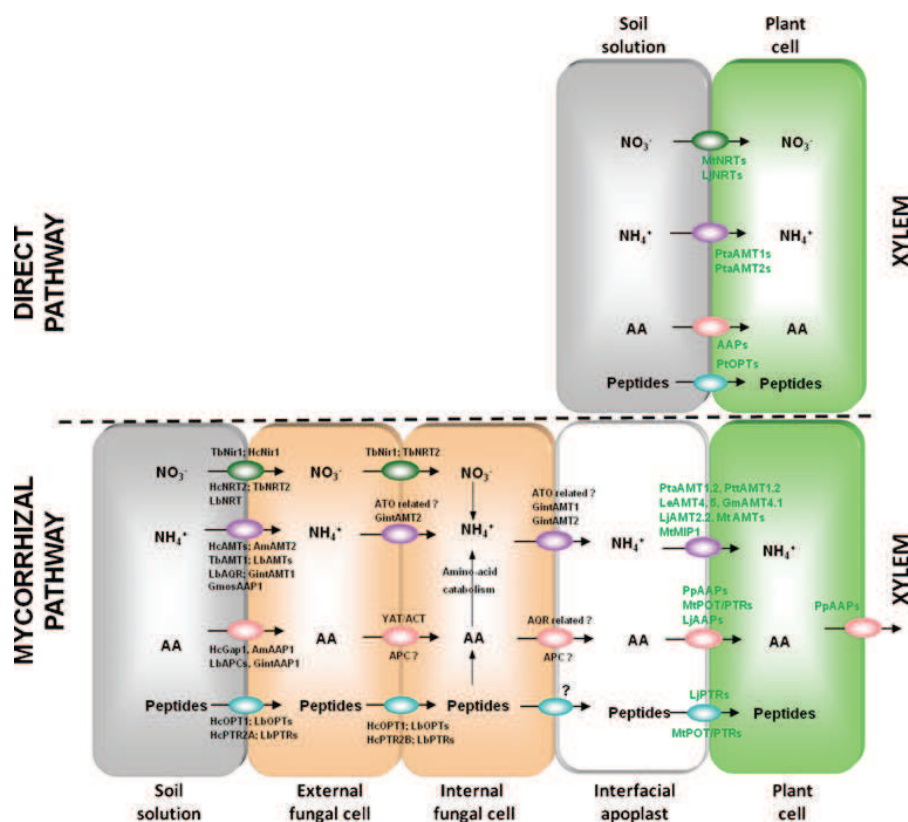 Soil
solution
Plant
cell
DIRECT
PATHWAY
XYLEM
NO₃⁻
NO₃⁻
MtNRTs
LjNRTs
NH₄⁺
NH₄⁺
PtaAMT1s
PtaAMT2s
AA
AA
AAPs
PtOPTs
Peptides
Peptides
MYCORRHIZAL
PATHWAY
XYLEM
TbNir1; HcNir1
NO₃⁻
HcNRT2; TbNRT2
LbNRT
NO₃⁻
TbNir1; TbNRT2
NO₃⁻
NH₄⁺
HcAMTs; AmAMT2
TbAMT1; LbAMTs
LbAQR; GintAMT1
GmosAAP1
NH₄⁺
ATO related ?
GintAMT2
NH₄⁺
Amino-acid
catabolism
ATO related ?
GintAMT1
GintAMT2
NH₄⁺
PtaAMT1.2, PttAMT1.2
LeAMT4, 5, GmAMT4.1
LjAMT2.2, Mt AMTs
MtMIP1
NH₄⁺
AA
HcGap1, AmAAP1
LbAPCs, GintAAP1
AA
YAT/ACT
APC ?
AA
AQR related ?
APC ?
AA
PpAAPs
MtPOT/PTRs
LjAAPs
AA
PpAAPs
Peptides
HcOPT1; LbOPTs
HcPTR2A; LbPTRs
Peptides
HcOPT1; LbOPTs
HcPTR2B; LbPTRs
Peptides
?
Peptides
LjPTRs
MtPOT/PTRs
Peptides
Soil
solution
External
fungal cell
Internal
fungal cell
Interfacial
apoplast
Plant
cell